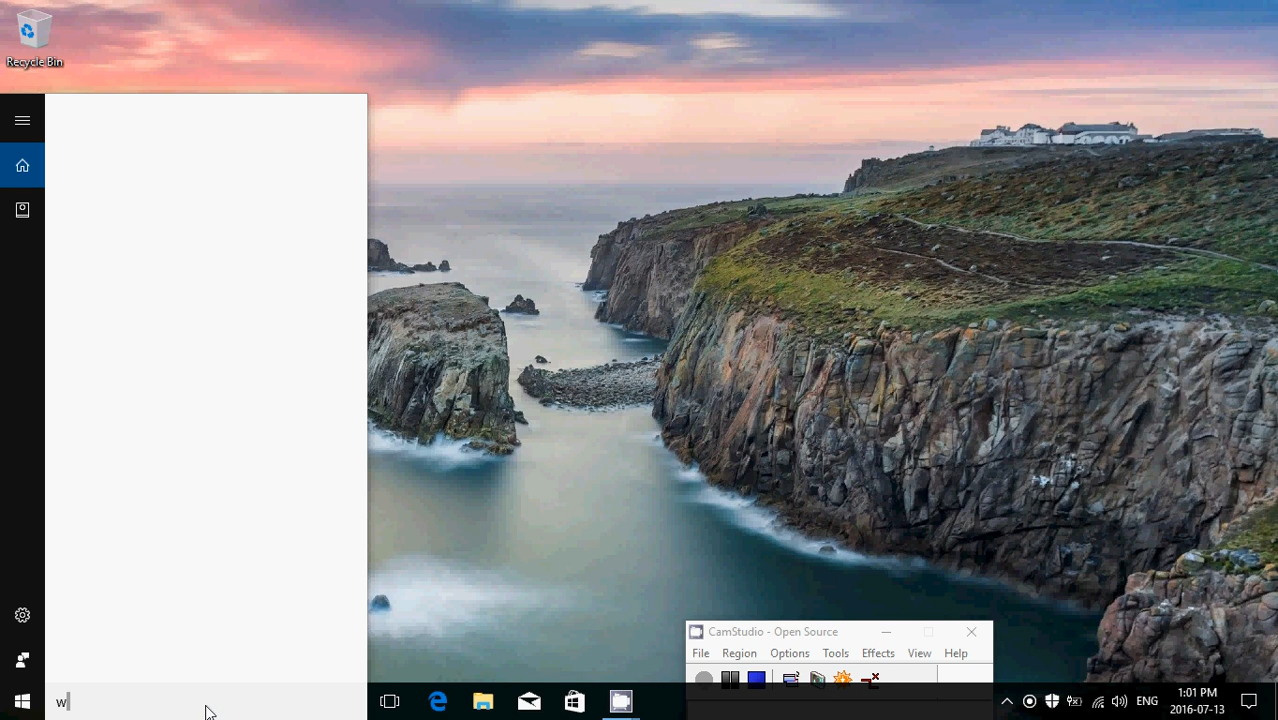 Recycle Bin
CamStudio - Open Source
File Region Options Tools Effects View Help
w
ENG
1:01 PM
2016-07-13